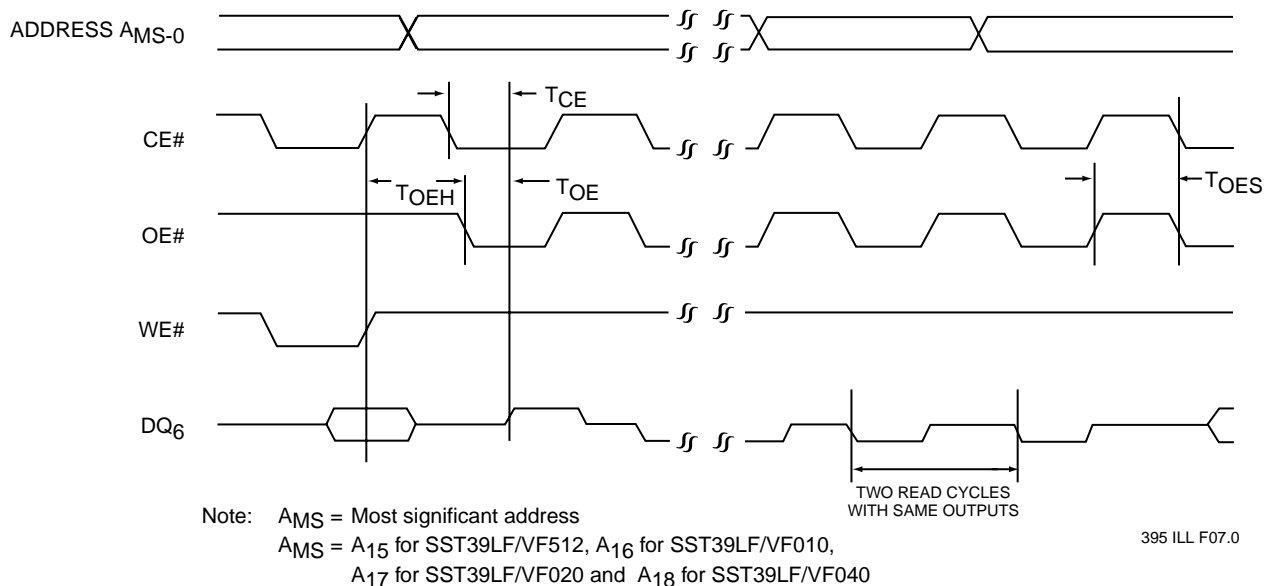 ADDRESS AMS-0
TCE
CE#
TOEH
TOE
TOES
OE#
WE#
DQ6
TWO READ CYCLES
WITH SAME OUTPUTS
Note: AMS = Most significant address
AMS = A15 for SST39LF/VF512, A16 for SST39LF/VF010,
A17 for SST39LF/VF020 and A18 for SST39LF/VF040
395 ILL F07.0